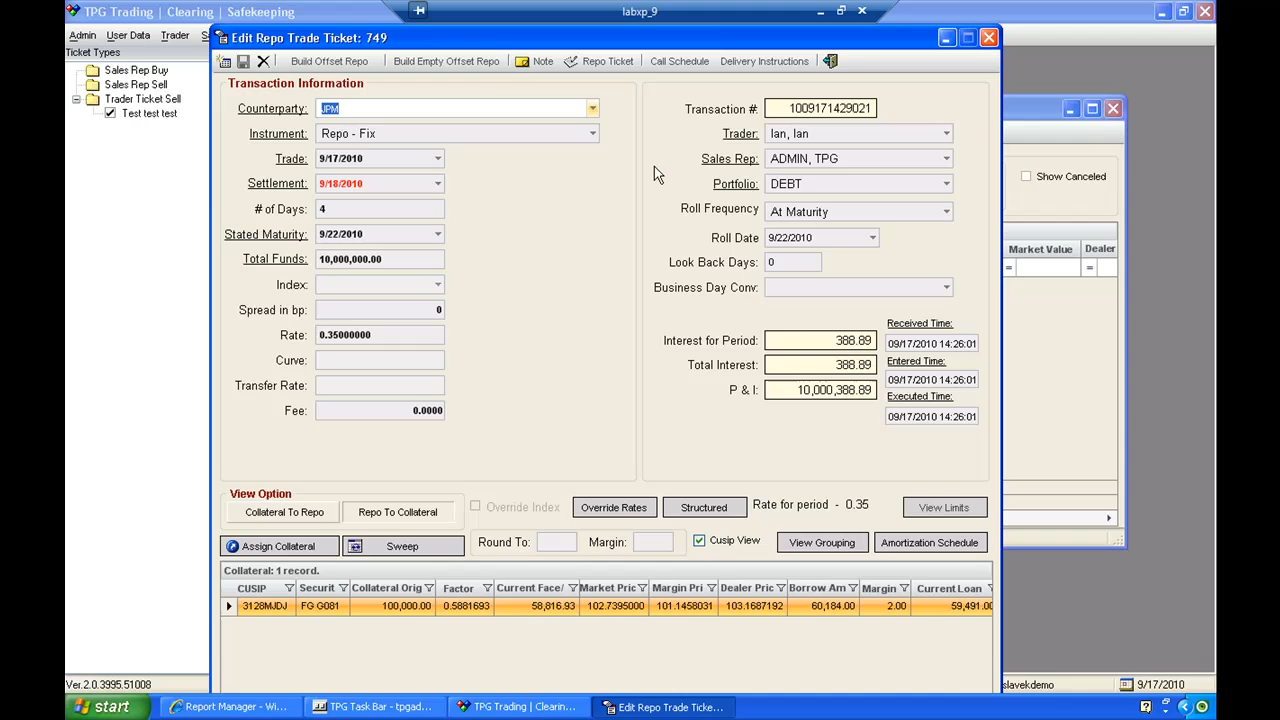 TPG Trading | Clearing | Safekeeping
labxp_9
Admin User Data Trader
Ticket Types
Sales Rep Buy
Sales Rep Sell
Trader Ticket Sell
Test test test
Edit Repo Trade Ticket: 749
Build Offset Repo Build Empty Offset Repo Note Repo Ticket Call Schedule Delivery Instructions
Transaction Information
Counterparty: JPM
Instrument: Repo - Fix
Trade: 9/17/2010
Settlement: 9/18/2010
# of Days: 4
Stated Maturity: 9/22/2010
Total Funds: 10,000,000.00
Index:
Spread in bp: 0
Rate: 0.35000000
Curve:
Transfer Rate:
Fee: 0.0000
Transaction #: 1009171429021
Trader: Ian, Ian
Sales Rep: ADMIN, TPG
Portfolio: DEBT
Roll Frequency At Maturity
Roll Date 9/22/2010
Look Back Days: 0
Business Day Conv:
Interest for Period: 388.89
Total Interest: 388.89
P & I: 10,000,388.89
Received Time:
09/17/2010 14:26:01
Entered Time:
09/17/2010 14:26:01
Executed Time:
09/17/2010 14:26:01
Show Canceled
Market Value Dealer
= =
View Option
Collateral To Repo Repo To Collateral
Override Index Override Rates Structured Rate for period - 0.35 View Limits
Assign Collateral Sweep Round To: Margin: Cusip View View Grouping Amortization Schedule
Collateral: 1 record.
CUSIP Securit Collateral Orig Factor Current Face/ Market Pric Margin Pri Dealer Pric Borrow Am Margin Current Loan
3128MJDJ FG G081 100,000.00 0.5881693 58,816.93 102.7395000 101.1458031 103.1687192 60,184.00 2.00 59,491.00
Ver.2.0.3995.51008
slavekdemo 9/17/2010
start Report Manager - Wi... TPG Task Bar - tpgad... TPG Trading | Clearin... Edit Repo Trade Ticke...